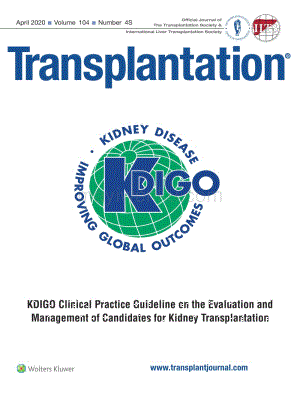 April 2020 ■ Volume 104 ■ Number 4S
Official Journal of
The Transplantation Society &
International Liver Transplantation Society
Transplantation®
• KIDNEY DISEASE •
IMPROVING GLOBAL OUTCOMES
KDIGO
KDIGO Clinical Practice Guideline on the Evaluation and
Management of Candidates for Kidney Transplantation
Wolters Kluwer
www.transplantjournal.com